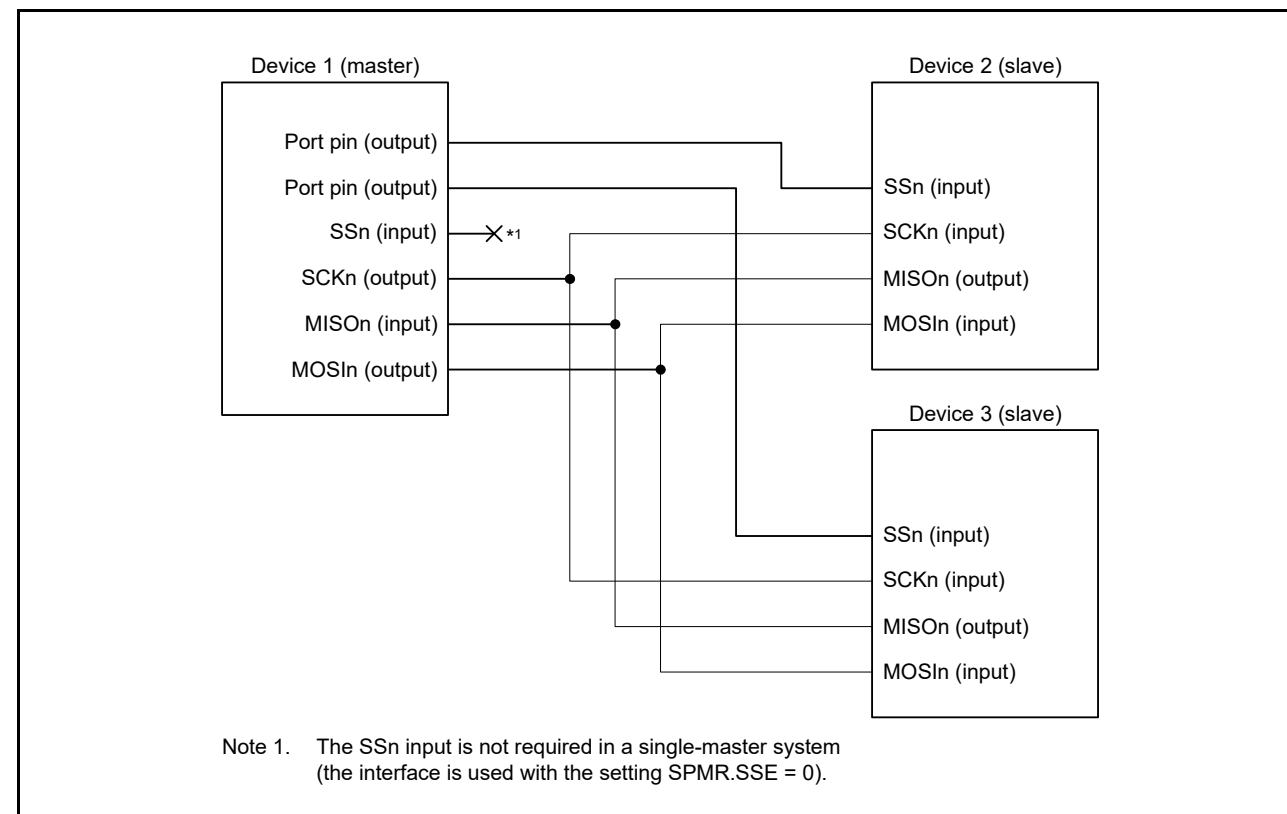 Device 1 (master)
Port pin (output)
Port pin (output)
SSn (input)
*1
SCKn (output)
MISOn (input)
MOSIn (output)
Device 2 (slave)
SSn (input)
SCKn (input)
MISOn (output)
MOSIn (input)
Device 3 (slave)
SSn (input)
SCKn (input)
MISOn (output)
MOSIn (input)
Note 1. The SSn input is not required in a single-master system
(the interface is used with the setting SPMR.SSE = 0).